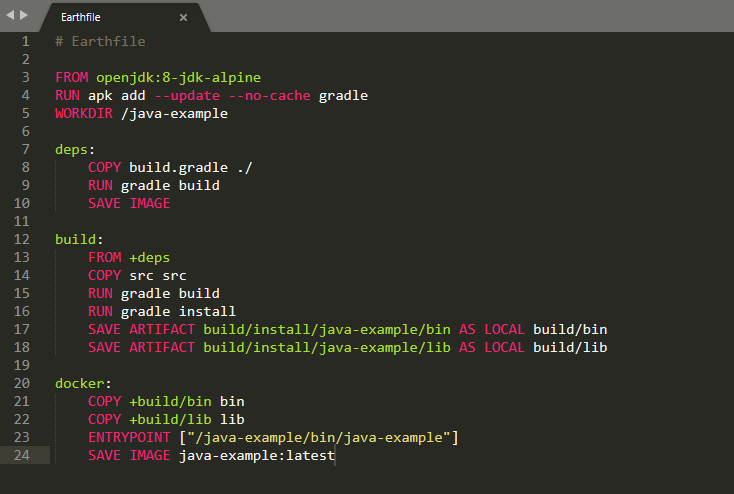 Earthfile ×
1 # Earthfile
2
3 FROM openjdk:8-jdk-alpine
4 RUN apk add --update --no-cache gradle
5 WORKDIR /java-example
6
7 deps:
8     COPY build.gradle ./
9     RUN gradle build
10     SAVE IMAGE
11
12 build:
13     FROM +deps
14     COPY src src
15     RUN gradle build
16     RUN gradle install
17     SAVE ARTIFACT build/install/java-example/bin AS LOCAL build/bin
18     SAVE ARTIFACT build/install/java-example/lib AS LOCAL build/lib
19
20 docker:
21     COPY +build/bin bin
22     COPY +build/lib lib
23     ENTRYPOINT ["/java-example/bin/java-example"]
24     SAVE IMAGE java-example:latest